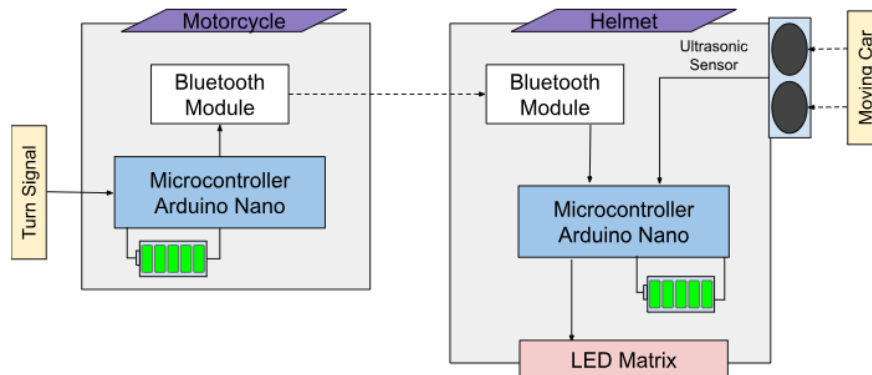 Motorcycle
Bluetooth
Module
Turn Signal
Microcontroller
Arduino Nano
Helmet
Ultrasonic
Sensor
Bluetooth
Module
Moving Car
Microcontroller
Arduino Nano
LED Matrix